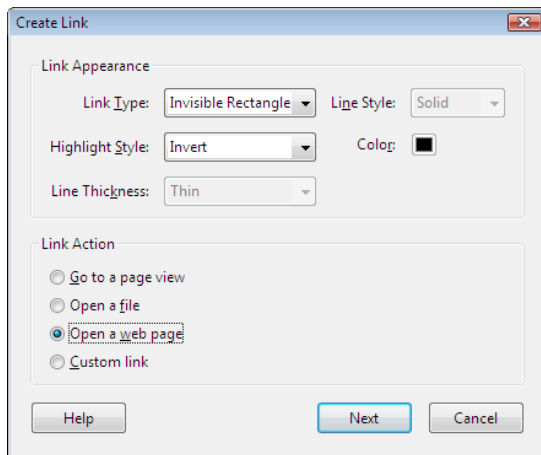 Create Link
Link Appearance
Link Type: Invisible Rectangle Line Style: Solid
Highlight Style: Invert Color:
Line Thickness: Thin
Link Action
Go to a page view
Open a file
Open a web page
Custom link
Help Next Cancel